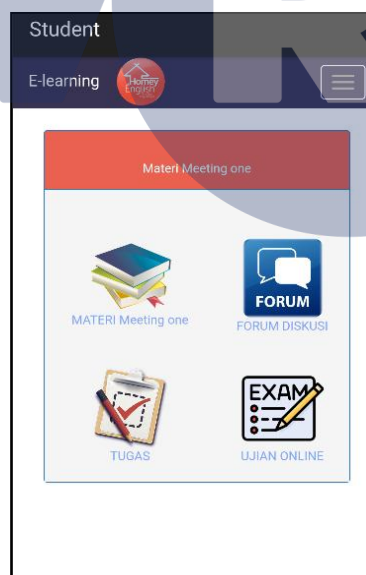 Student
E-learning
Homey
English
Materi Meeting one
FORUM
MATERI Meeting one
FORUM DISKUSI
EXAM
TUGAS
UJIAN ONLINE